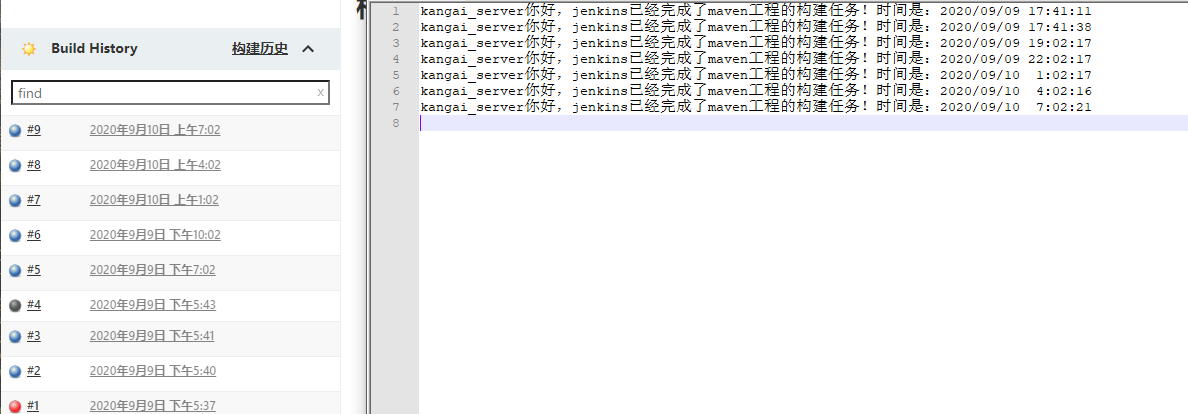 Build History 构建历史
find x
#9 2020年9月10日 上午7:02
#8 2020年9月10日 上午4:02
#7 2020年9月10日 上午1:02
#6 2020年9月9日 下午10:02
#5 2020年9月9日 下午7:02
#4 2020年9月9日 下午5:43
#3 2020年9月9日 下午5:41
#2 2020年9月9日 下午5:40
#1 2020年9月9日 下午5:37
1 kangai_server你好，jenkins已经完成了maven工程的构建任务！时间是：2020/09/09 17:41:11
2 kangai_server你好，jenkins已经完成了maven工程的构建任务！时间是：2020/09/09 17:41:38
3 kangai_server你好，jenkins已经完成了maven工程的构建任务！时间是：2020/09/09 19:02:17
4 kangai_server你好，jenkins已经完成了maven工程的构建任务！时间是：2020/09/09 22:02:17
5 kangai_server你好，jenkins已经完成了maven工程的构建任务！时间是：2020/09/10  1:02:17
6 kangai_server你好，jenkins已经完成了maven工程的构建任务！时间是：2020/09/10  4:02:16
7 kangai_server你好，jenkins已经完成了maven工程的构建任务！时间是：2020/09/10  7:02:21
8